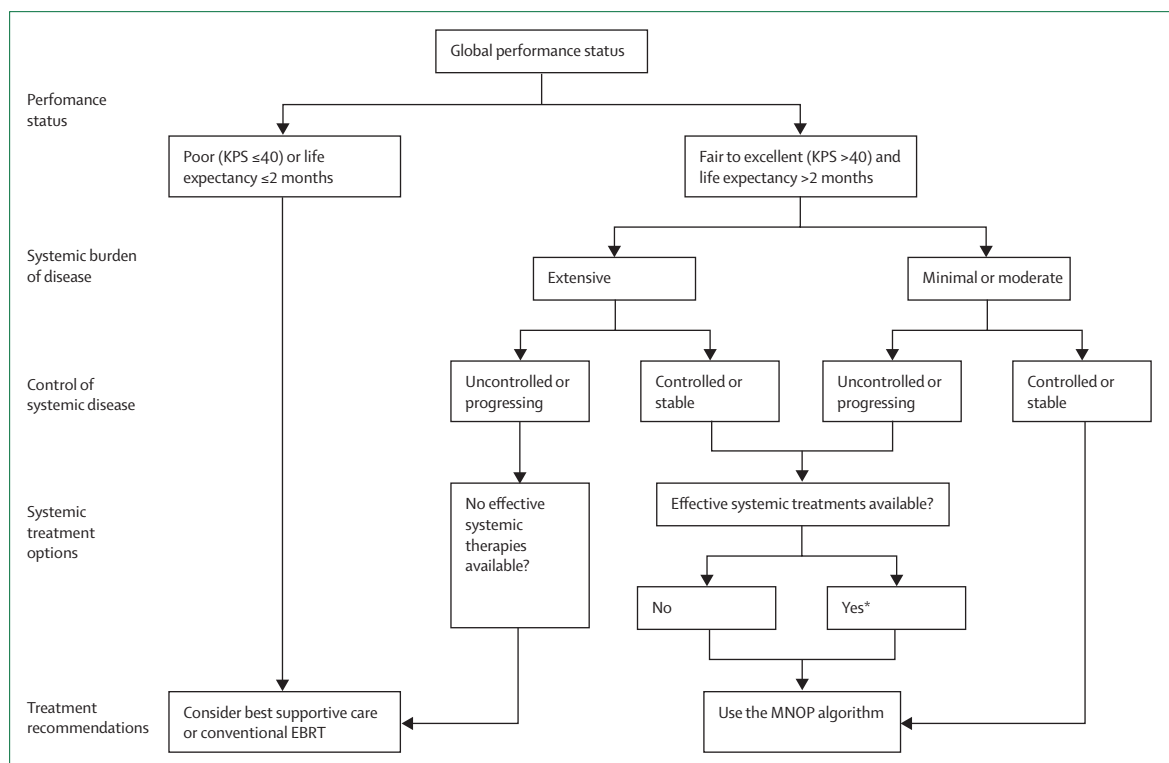 Global performance status
Perfomance
status
Poor (KPS ≤40) or life
expectancy ≤2 months
Fair to excellent (KPS >40) and
life expectancy >2 months
Systemic burden
of disease
Extensive
Minimal or moderate
Control of
systemic disease
Uncontrolled or
progressing
Controlled or
stable
Uncontrolled or
progressing
Controlled or
stable
Systemic
treatment
options
No effective
systemic
therapies
available?
Effective systemic treatments available?
No
Yes*
Treatment
recommendations
Consider best supportive care
or conventional EBRT
Use the MNOP algorithm